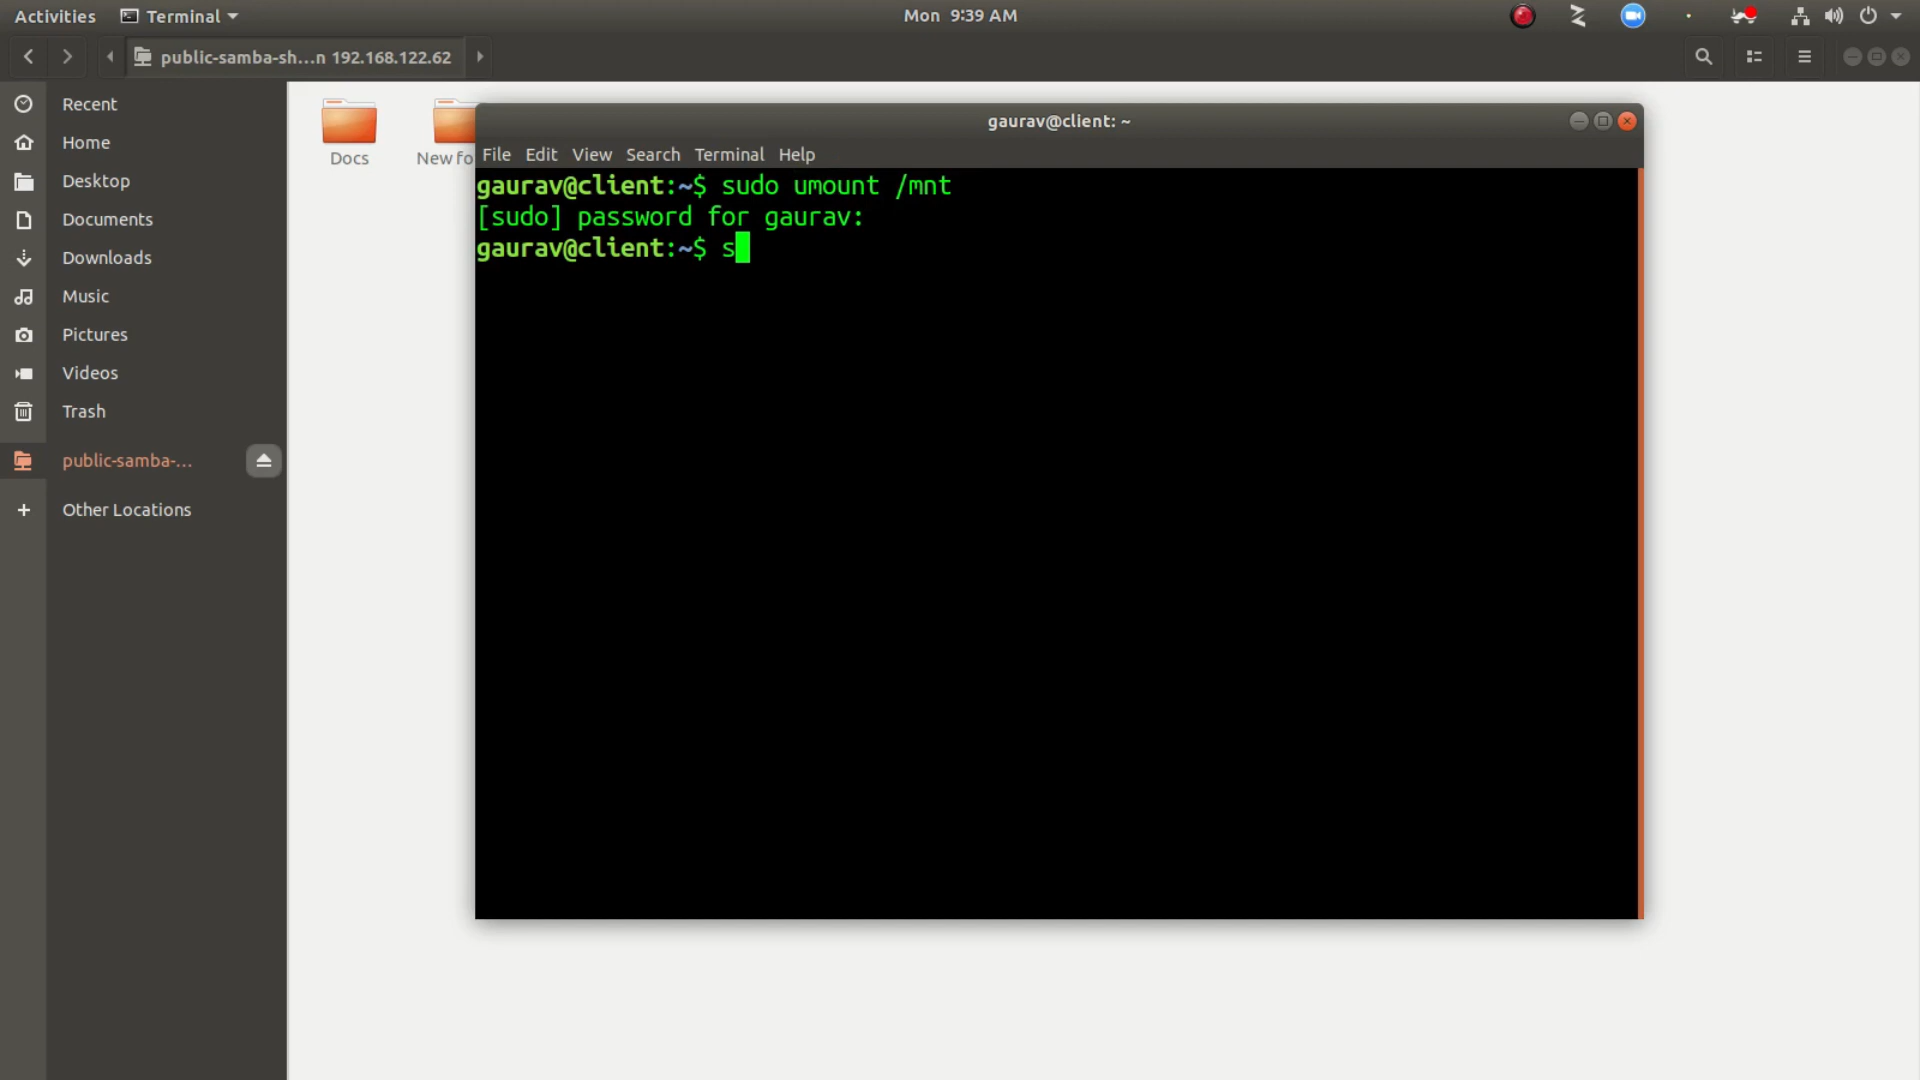 Activities Terminal Mon 9:39 AM
public-samba-sh...n 192.168.122.62
Recent
Home
Desktop
Documents
Downloads
Music
Pictures
Videos
Trash
public-samba-...
Other Locations
Docs
New fo
gaurav@client: ~
File Edit View Search Terminal Help
gaurav@client:~$ sudo umount /mnt
[sudo] password for gaurav:
gaurav@client:~$ s